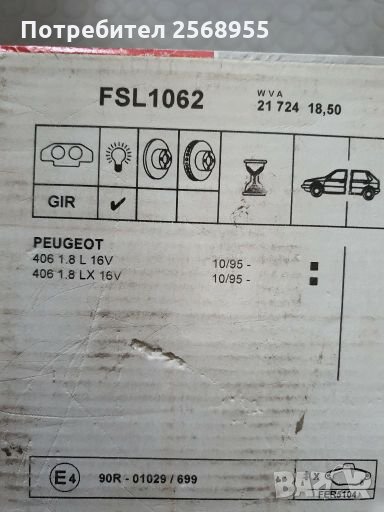 Потребител 2568955
FSL1062
WVA
21 724 18,50
GIR ✓
PEUGEOT
406 1.8 L 16V 10/95 - ■
406 1.8 LX 16V 10/95 - ■
E4 90R - 01029 / 699
x